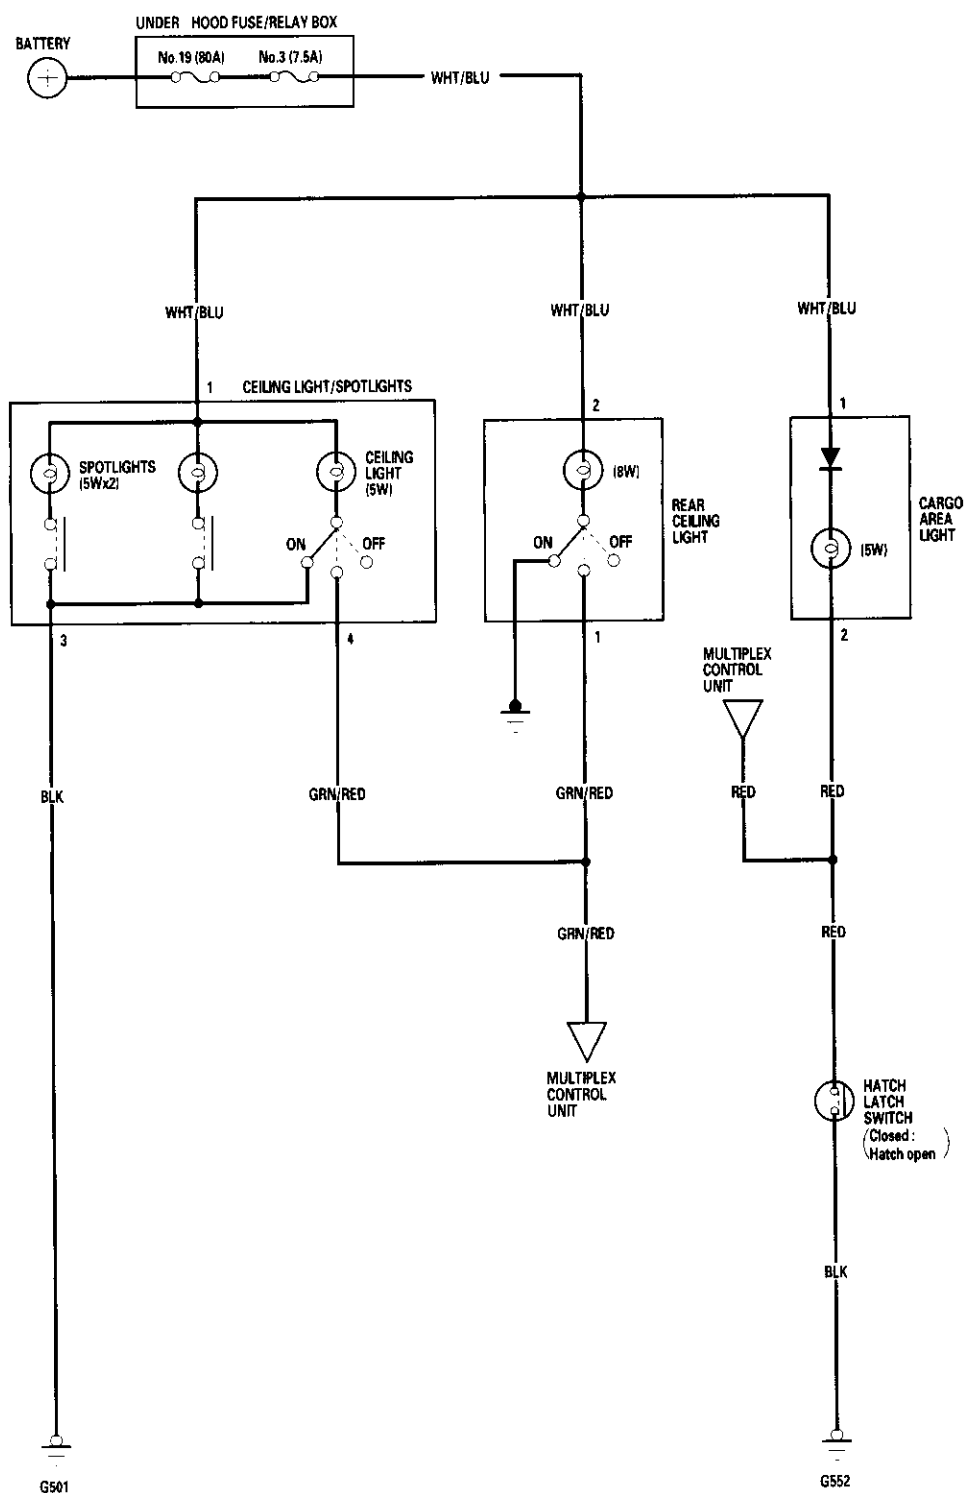 UNDER HOOD FUSE/RELAY BOX
BATTERY
No.19 (80A)
No.3 (7.5A)
WHT/BLU
WHT/BLU
WHT/BLU
WHT/BLU
1
CEILING LIGHT/SPOTLIGHTS
2
1
SPOTLIGHTS
(5Wx2)
CEILING
LIGHT
(5W)
ON
OFF
(8W)
ON
OFF
REAR
CEILING
LIGHT
(5W)
CARGO
AREA
LIGHT
3
4
1
2
MULTIPLEX
CONTROL
UNIT
BLK
GRN/RED
GRN/RED
RED
RED
GRN/RED
RED
MULTIPLEX
CONTROL
UNIT
HATCH
LATCH
SWITCH
(Closed :
Hatch open)
BLK
G501
G552